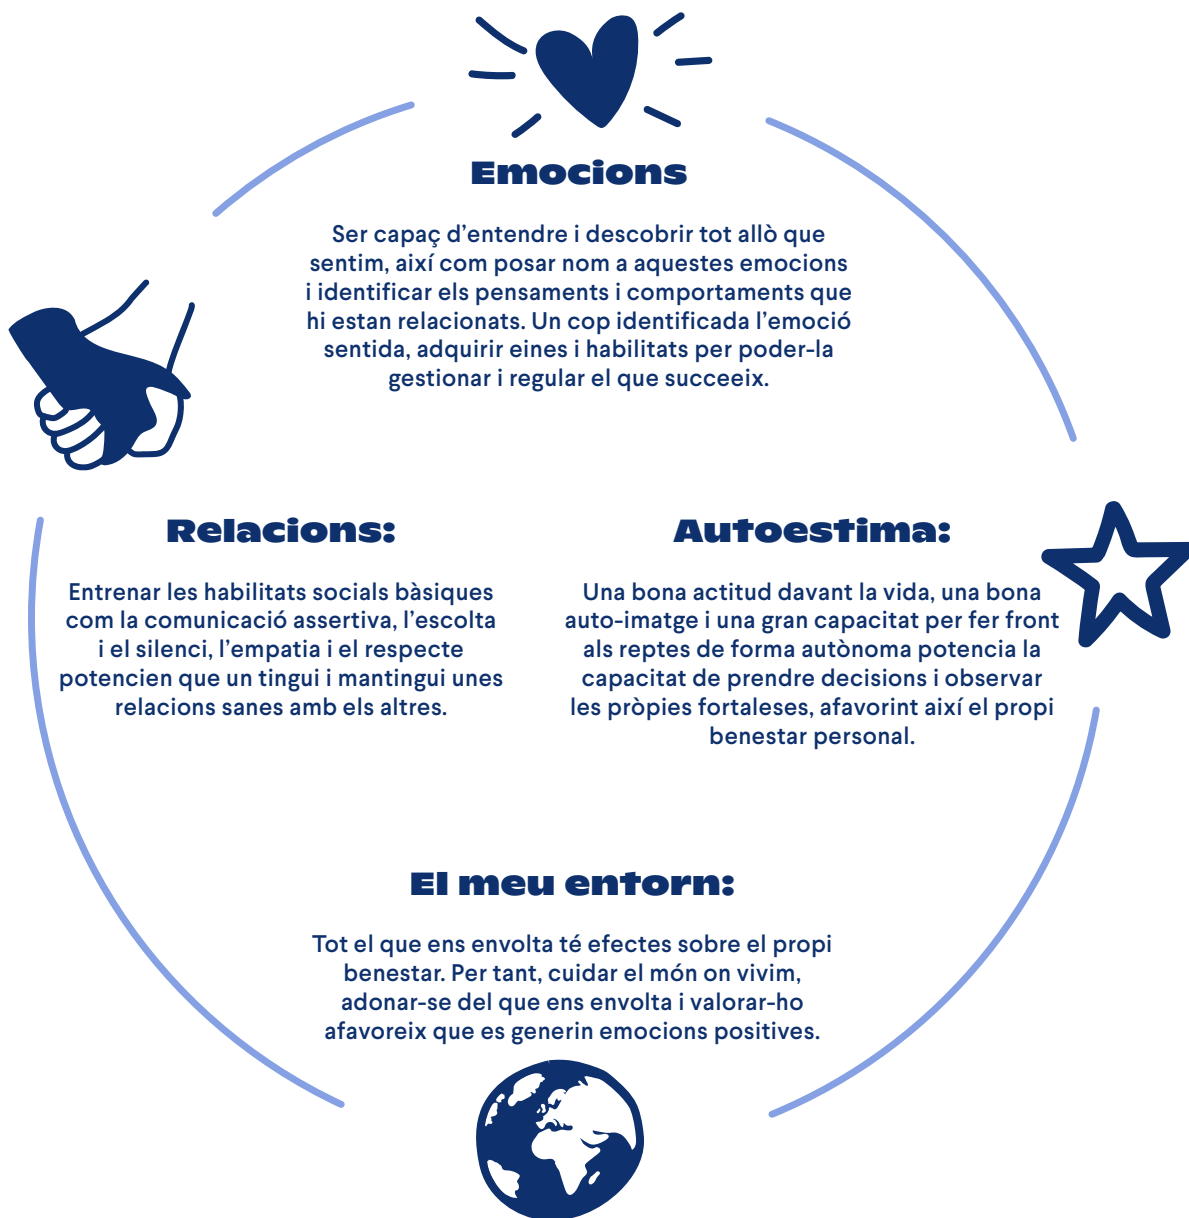 Emocions
Ser capaç d’entendre i descobrir tot allò que
sentim, així com posar nom a aquestes emocions
i identificar els pensaments i comportaments que
hi estan relacionats. Un cop identificada l’emoció
sentida, adquirir eines i habilitats per poder-la
gestionar i regular el que succeeix.
Relacions:
Entrenar les habilitats socials bàsiques
com la comunicació assertiva, l’escolta
i el silenci, l’empatia i el respecte
potencien que un tingui i mantingui unes
relacions sanes amb els altres.
Autoestima:
Una bona actitud davant la vida, una bona
auto-imatge i una gran capacitat per fer front
als reptes de forma autònoma potencia la
capacitat de prendre decisions i observar
les pròpies fortaleses, afavorint així el propi
benestar personal.
El meu entorn:
Tot el que ens envolta té efectes sobre el propi
benestar. Per tant, cuidar el món on vivim,
adonar-se del que ens envolta i valorar-ho
afavoreix que es generin emocions positives.